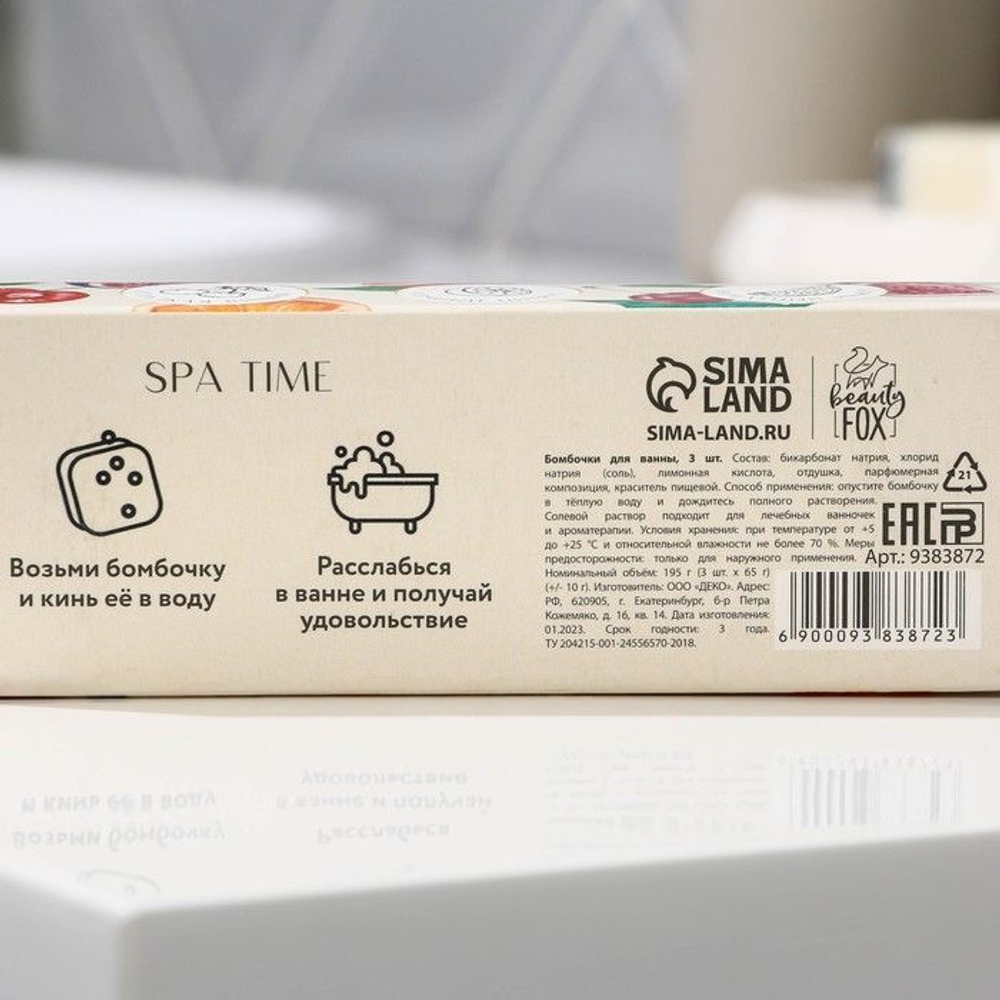 SPA TIME
Возьми бомбочку
и кинь её в воду
Расслабься
в ванне и получай
удовольствие
SIMA
LAND
SIMA-LAND.RU
beauty
FOX
Бомбочки для ванны, 3 шт. Состав: бикарбонат натрия, хлорид
натрия (соль), лимонная кислота, отдушка, парфюмерная
композиция, краситель пищевой. Способ применения: опустите бомбочку
в тёплую воду и дождитесь полного растворения.
Солевой раствор подходит для лечебных ванночек
и ароматерапии. Условия хранения: при температуре от +5
до +25 °С и относительной влажности не более 70 %. Меры
предосторожности: только для наружного применения.
Номинальный объём: 195 г (3 шт. х 65 г)
(+/- 10 г). Изготовитель: ООО «ДЕКО». Адрес:
РФ, 620905, г. Екатеринбург, б-р Петра
Кожемяко, д. 16, кв. 14. Дата изготовления:
01.2023. Срок годности: 3 года.
ТУ 204215-001-24556570-2018.
21
EAC
Арт.: 9383872
6 900093 838723